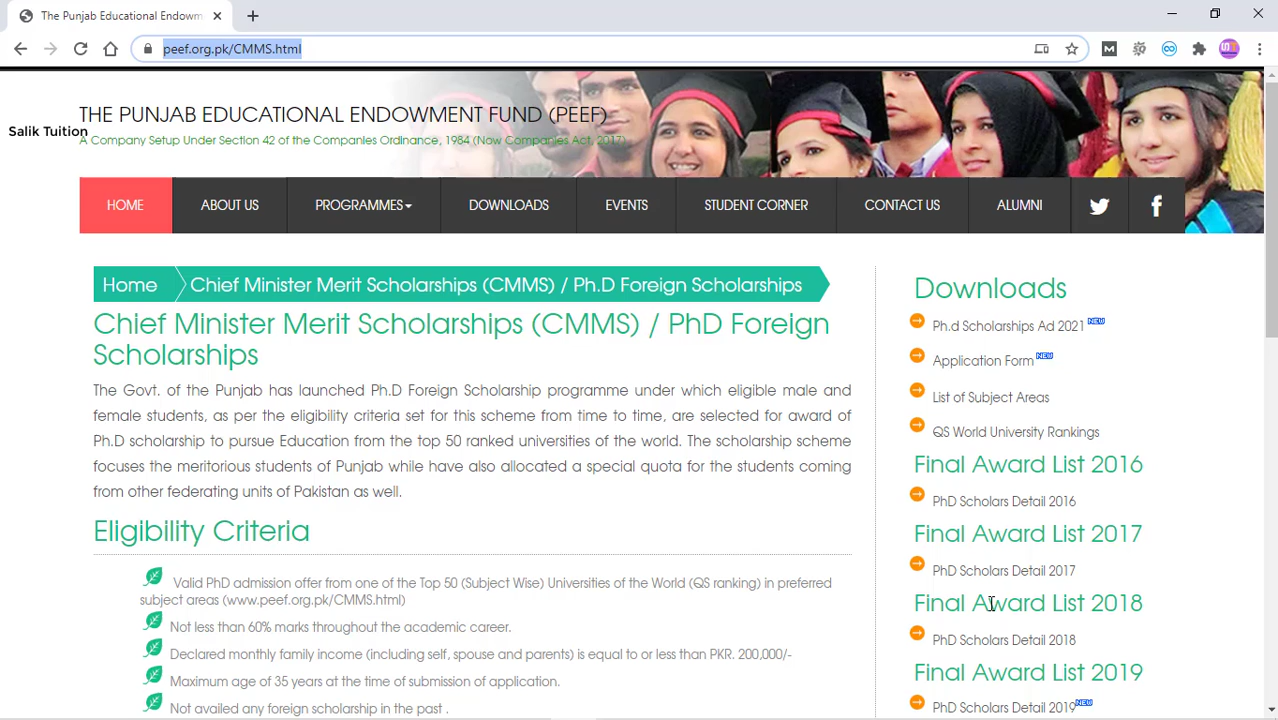 The Punjab Educational Endowm
peef.org.pk/CMMS.html
THE PUNJAB EDUCATIONAL ENDOWMENT FUND (PEEF)
Salik Tuition
A Company Setup Under Section 42 of the Companies Ordinance, 1984 (Now Companies Act, 2017)
HOME ABOUT US PROGRAMMES DOWNLOADS EVENTS STUDENT CORNER CONTACT US ALUMNI
Home Chief Minister Merit Scholarships (CMMS) / Ph.D Foreign Scholarships
Chief Minister Merit Scholarships (CMMS) / PhD Foreign
Scholarships
The Govt. of the Punjab has launched Ph.D Foreign Scholarship programme under which eligible male and
female students, as per the eligibility criteria set for this scheme from time to time, are selected for award of
Ph.D scholarship to pursue Education from the top 50 ranked universities of the world. The scholarship scheme
focuses the meritorious students of Punjab while have also allocated a special quota for the students coming
from other federating units of Pakistan as well.
Eligibility Criteria
Valid PhD admission offer from one of the Top 50 (Subject Wise) Universities of the World (QS ranking) in preferred
subject areas (www.peef.org.pk/CMMS.html)
Not less than 60% marks throughout the academic career.
Declared monthly family income (including self, spouse and parents) is equal to or less than PKR. 200,000/-
Maximum age of 35 years at the time of submission of application.
Not availed any foreign scholarship in the past .
Downloads
Ph.d Scholarships Ad 2021 NEW
Application Form NEW
List of Subject Areas
QS World University Rankings
Final Award List 2016
PhD Scholars Detail 2016
Final Award List 2017
PhD Scholars Detail 2017
Final Award List 2018
PhD Scholars Detail 2018
Final Award List 2019
PhD Scholars Detail 2019 NEW